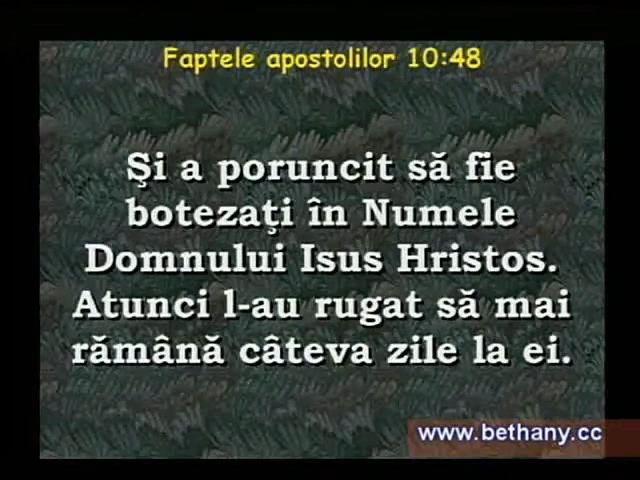 Faptele apostolilor 10:48
Şi a poruncit să fie
botezaţi în Numele
Domnului Isus Hristos.
Atunci l-au rugat să mai
rămână câteva zile la ei.
www.bethany.cc